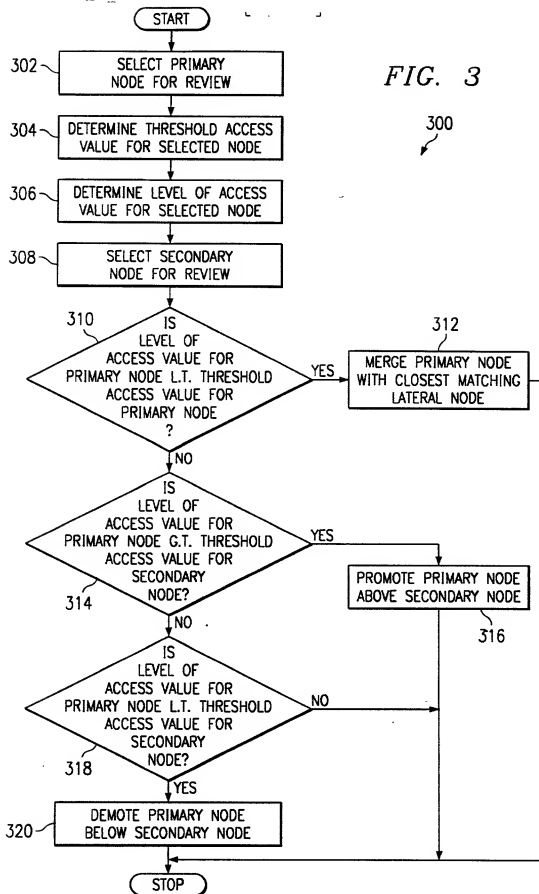 START
302
SELECT PRIMARY
NODE FOR REVIEW
FIG. 3
300
304
DETERMINE THRESHOLD ACCESS
VALUE FOR SELECTED NODE
306
DETERMINE LEVEL OF ACCESS
VALUE FOR SELECTED NODE
308
SELECT SECONDARY
NODE FOR REVIEW
310
IS
LEVEL OF
ACCESS VALUE FOR
PRIMARY NODE L.T. THRESHOLD
ACCESS VALUE FOR
PRIMARY NODE
?
YES
312
MERGE PRIMARY NODE
WITH CLOSEST MATCHING
LATERAL NODE
NO
IS
LEVEL OF
ACCESS VALUE FOR
PRIMARY NODE G.T. THRESHOLD
ACCESS VALUE FOR
SECONDARY
NODE?
314
YES
PROMOTE PRIMARY NODE
ABOVE SECONDARY NODE
316
NO
IS
LEVEL OF
ACCESS VALUE FOR
PRIMARY NODE L.T. THRESHOLD
ACCESS VALUE FOR
SECONDARY
NODE?
318
NO
YES
320
DEMOTE PRIMARY NODE
BELOW SECONDARY NODE
STOP